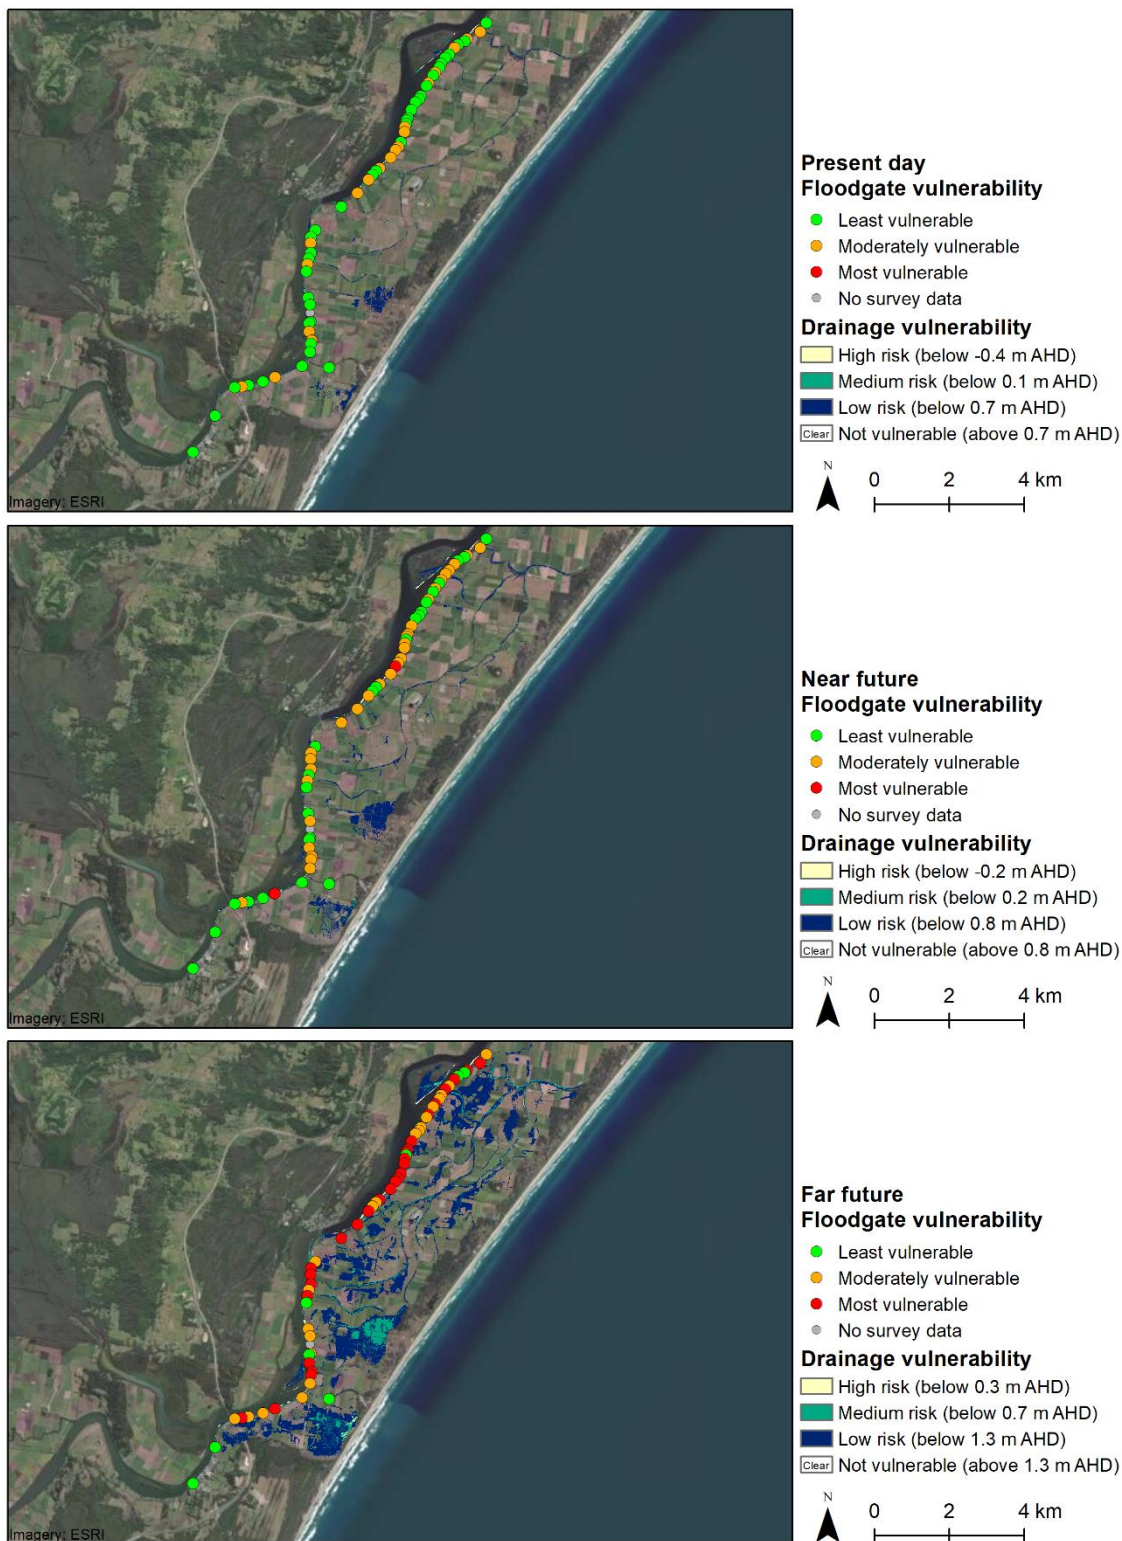 Present day
Floodgate vulnerability
Least vulnerable
Moderately vulnerable
Most vulnerable
No survey data
Drainage vulnerability
High risk (below -0.4 m AHD)
Medium risk (below 0.1 m AHD)
Low risk (below 0.7 m AHD)
Clear Not vulnerable (above 0.7 m AHD)
N
0 2 4 km
Imagery: ESRI
Near future
Floodgate vulnerability
Least vulnerable
Moderately vulnerable
Most vulnerable
No survey data
Drainage vulnerability
High risk (below -0.2 m AHD)
Medium risk (below 0.2 m AHD)
Low risk (below 0.8 m AHD)
Clear Not vulnerable (above 0.8 m AHD)
N
0 2 4 km
Imagery: ESRI
Far future
Floodgate vulnerability
Least vulnerable
Moderately vulnerable
Most vulnerable
No survey data
Drainage vulnerability
High risk (below 0.3 m AHD)
Medium risk (below 0.7 m AHD)
Low risk (below 1.3 m AHD)
Clear Not vulnerable (above 1.3 m AHD)
N
0 2 4 km
Imagery: ESRI